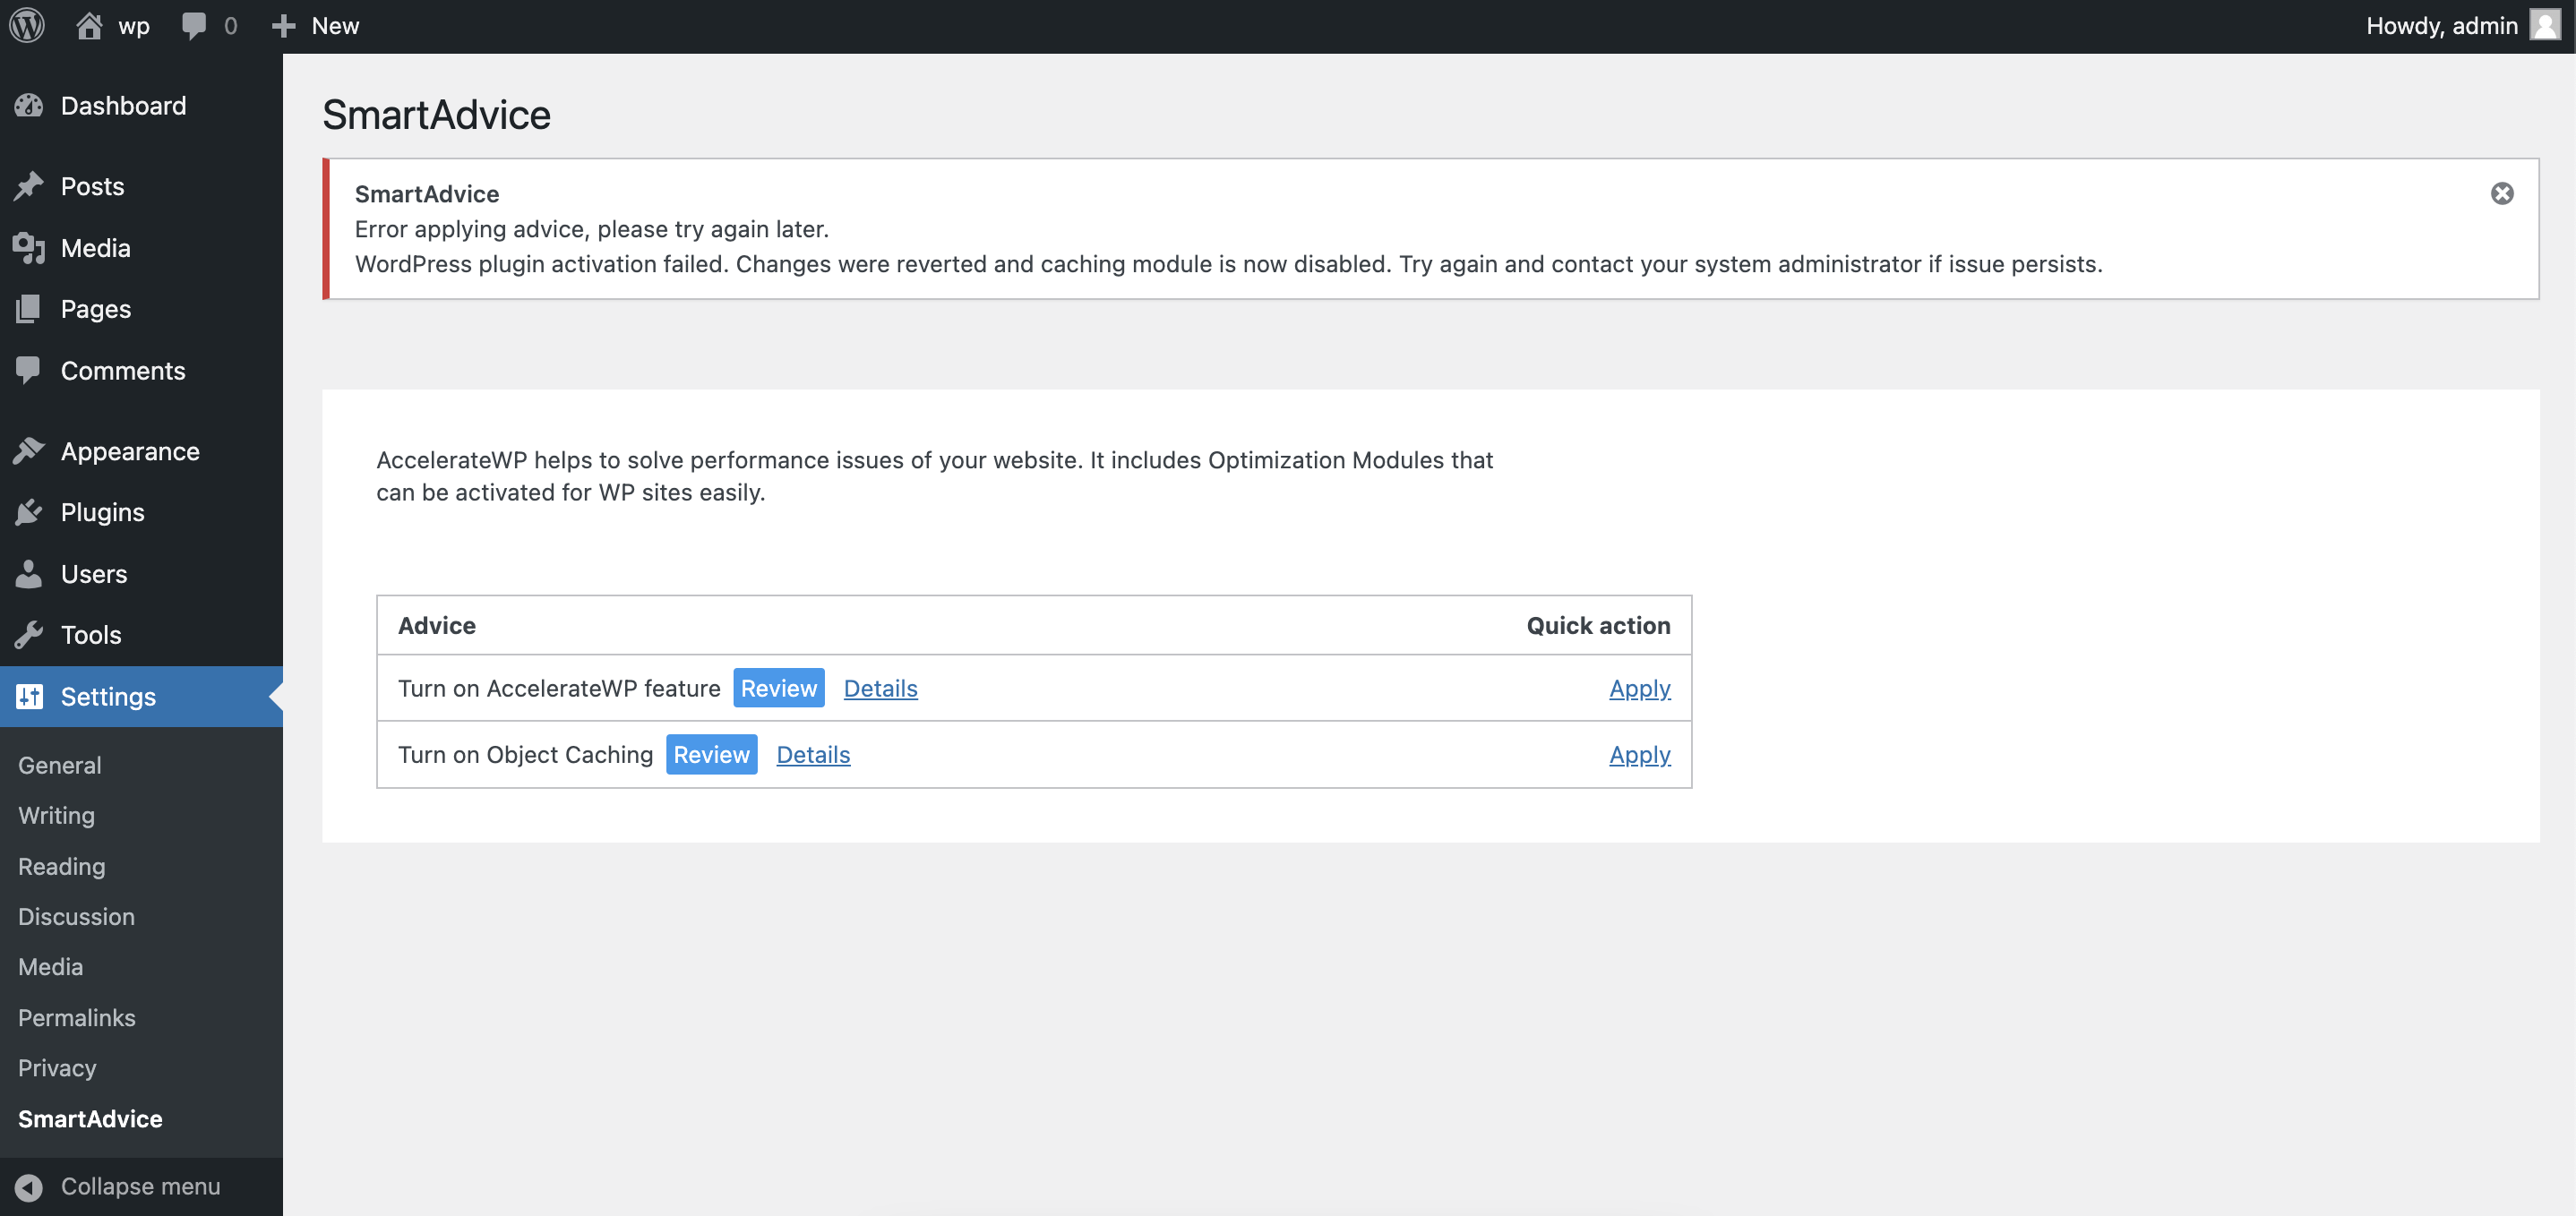 wp
0
New
Howdy, admin
Dashboard
Posts
Media
Pages
Comments
Appearance
Plugins
Users
Tools
Settings
General
Writing
Reading
Discussion
Media
Permalinks
Privacy
SmartAdvice
Collapse menu
SmartAdvice
SmartAdvice
Error applying advice, please try again later.
WordPress plugin activation failed. Changes were reverted and caching module is now disabled. Try again and contact your system administrator if issue persists.
AccelerateWP helps to solve performance issues of your website. It includes Optimization Modules that
can be activated for WP sites easily.
Advice Quick action
Turn on AccelerateWP feature Review Details Apply
Turn on Object Caching Review Details Apply